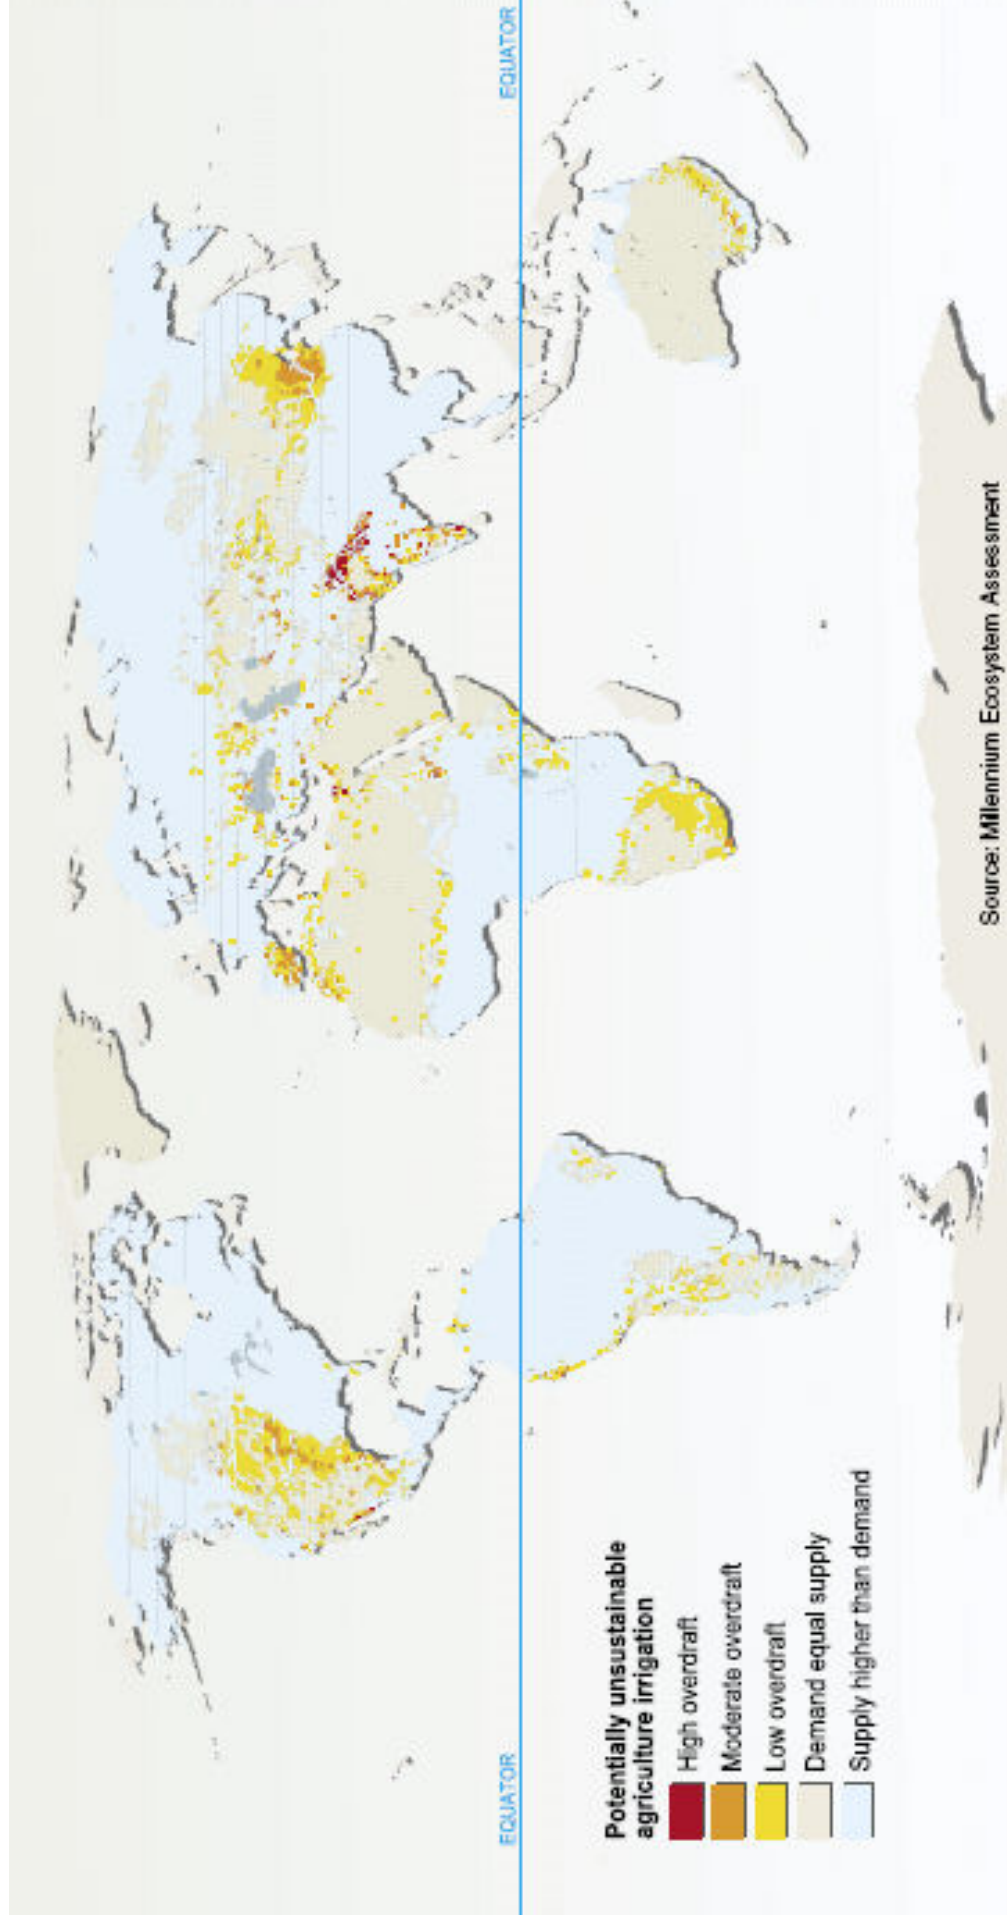 EQUATOR
EQUATOR
Potentially unsustainable
agriculture irrigation
High overdraft
Moderate overdraft
Low overdraft
Demand equal supply
Supply higher than demand
Source: Millennium Ecosystem Assessment